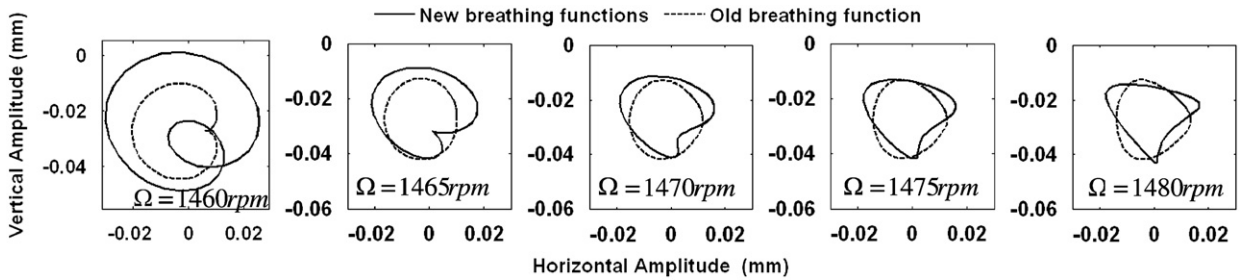 New breathing functions Old breathing function
Vertical Amplitude (mm)
0
-0.02
-0.04
-0.02 0 0.02
Ω = 1460rpm
0
-0.02
-0.04
-0.06
-0.02 0 0.02
Ω = 1465rpm
0
-0.02
-0.04
-0.06
-0.02 0 0.02
Ω = 1470rpm
0
-0.02
-0.04
-0.06
-0.02 0 0.02
Ω = 1475rpm
0
-0.02
-0.04
-0.06
-0.02 0 0.02
Ω = 1480rpm
Horizontal Amplitude (mm)